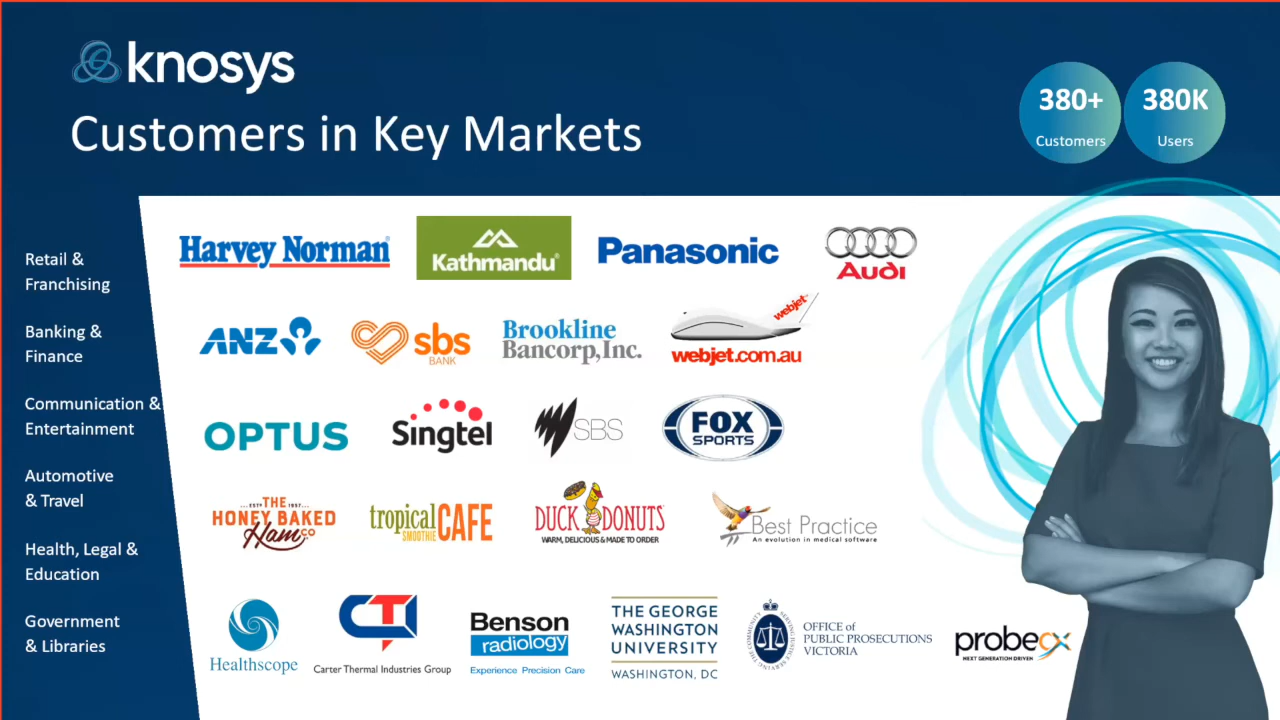 knosys
Customers in Key Markets
380+
Customers
380K
Users
Retail &
Franchising
Banking &
Finance
Communication &
Entertainment
Automotive
& Travel
Health, Legal &
Education
Government
& Libraries
Harvey Norman
Kathmandu
Panasonic
Audi
ANZ
sbs
BANK
Brookline
Bancorp, Inc.
webjet
webjet.com.au
OPTUS
Singtel
SBS
FOX
SPORTS
THE
HONEY BAKED
Ham CO
tropical
SMOOTHIE
CAFE
DUCK DONUTS
WARM, DELICIOUS & MADE TO ORDER
Best Practice
An evolution in medical software
Healthscope
CTI
Carter Thermal Industries Group
Benson
radiology
Experience Precision Care
THE GEORGE
WASHINGTON
UNIVERSITY
WASHINGTON, DC
OFFICE of
PUBLIC PROSECUTIONS
VICTORIA
probecx
NEXT GENERATION DRIVEN